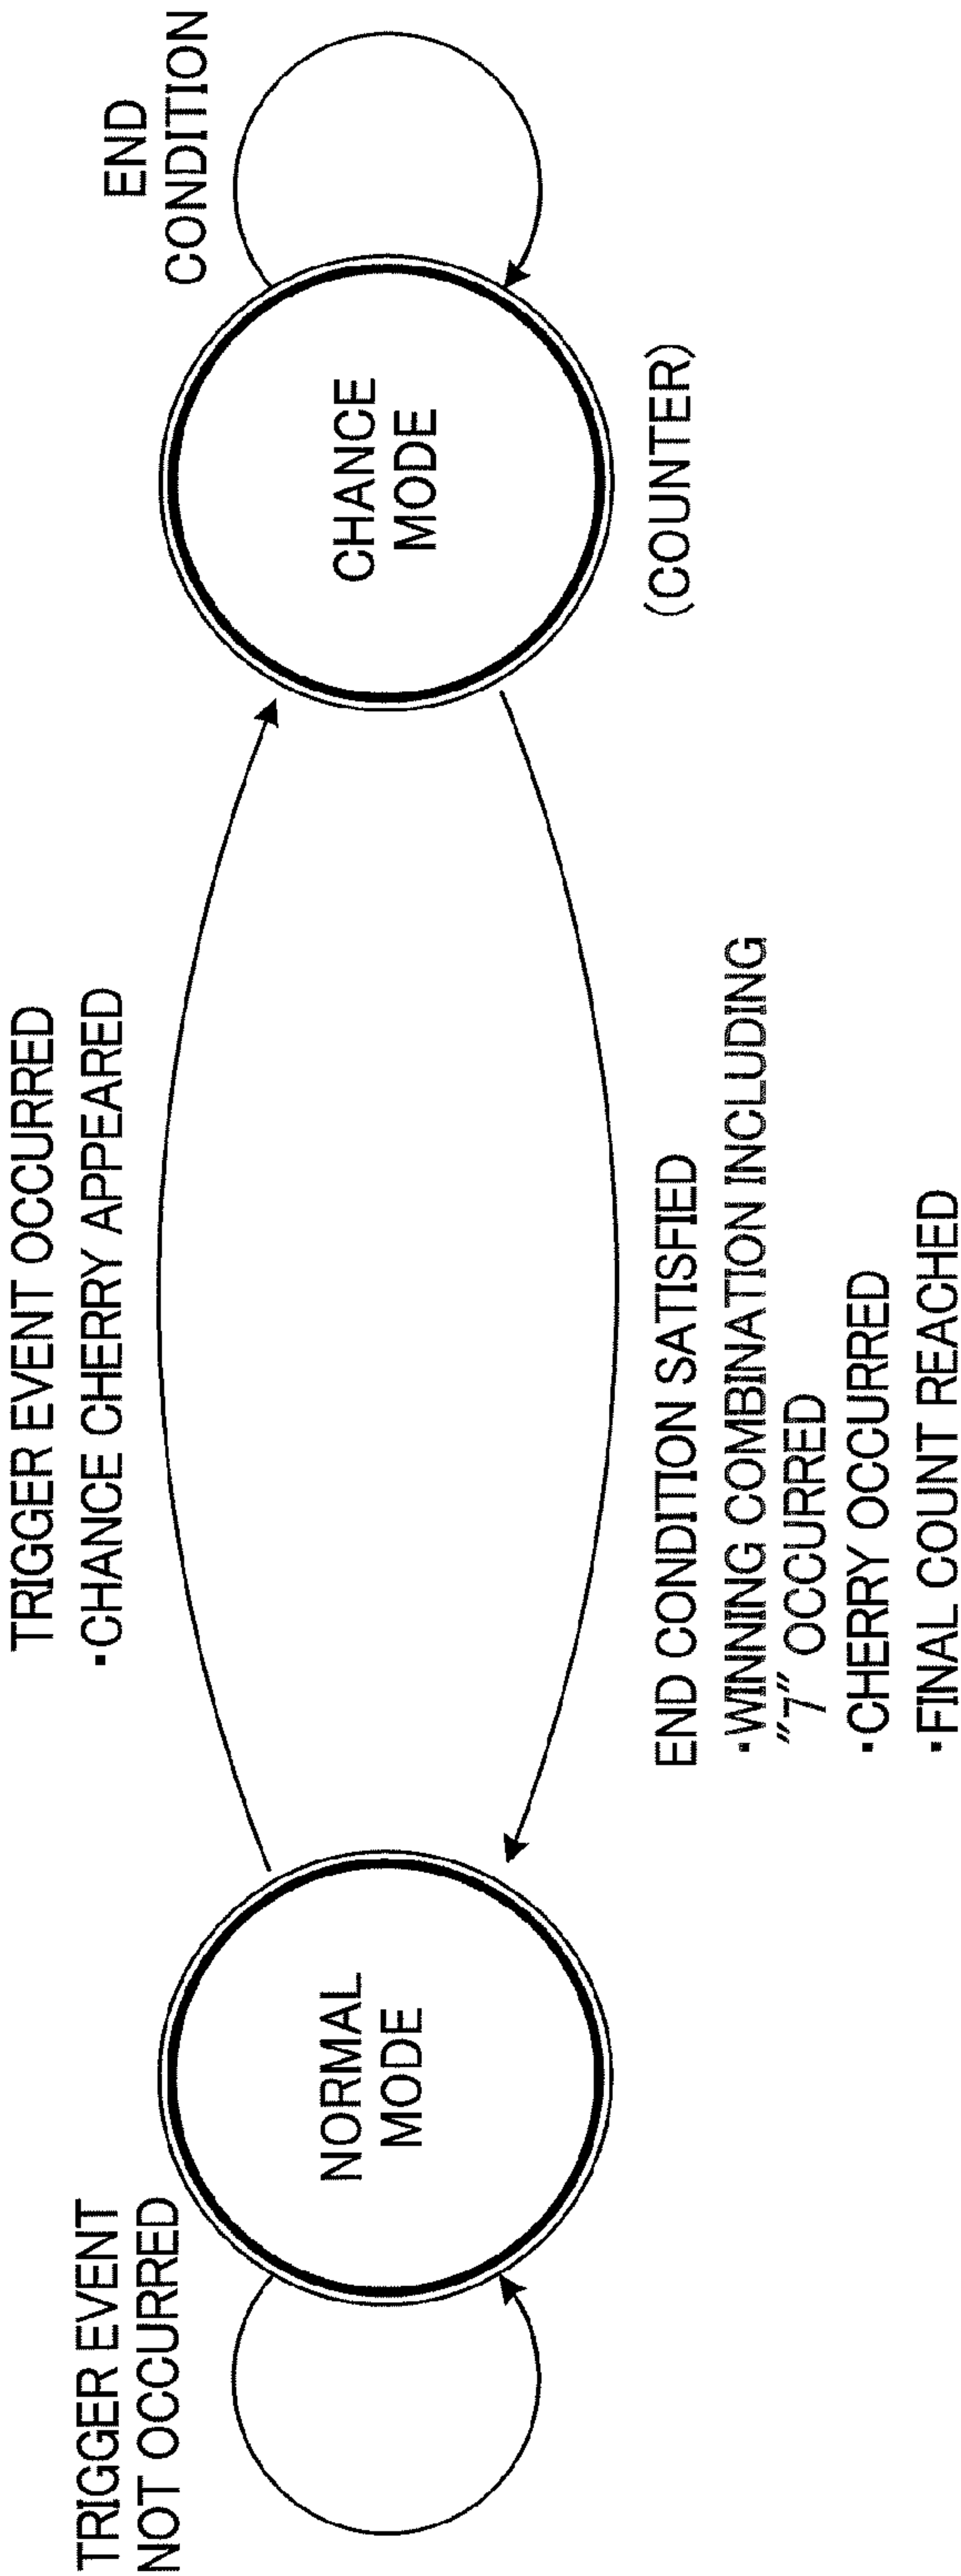 TRIGGER EVENT
NOT OCCURRED
NORMAL
MODE
TRIGGER EVENT OCCURRED
·CHANCE CHERRY APPEARED
END CONDITION SATISFIED
·WINNING COMBINATION INCLUDING
"7" OCCURRED
·CHERRY OCCURRED
·FINAL COUNT REACHED
CHANCE
MODE
(COUNTER)
END
CONDITION